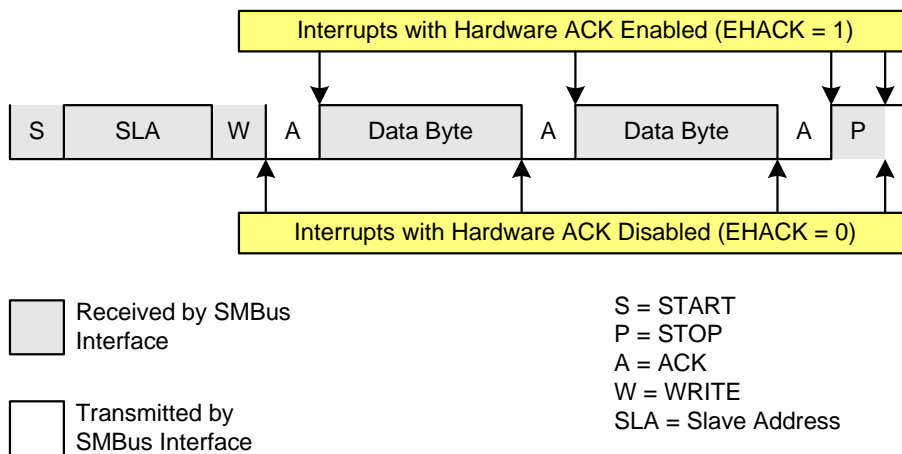 Interrupts with Hardware ACK Enabled (EHACK = 1)
S SLA W A Data Byte A Data Byte A P
Interrupts with Hardware ACK Disabled (EHACK = 0)
Received by SMBus
Interface
Transmitted by
SMBus Interface
S = START
P = STOP
A = ACK
W = WRITE
SLA = Slave Address